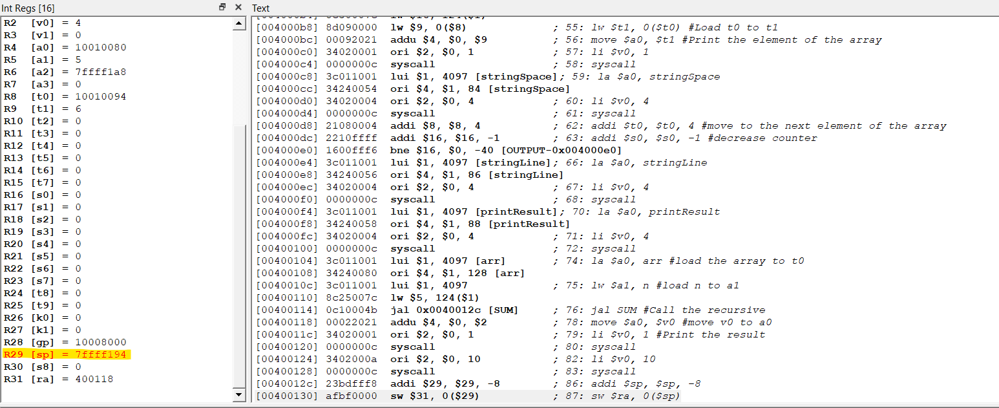 Int Regs [16]
R2 [v0] = 4
R3 [v1] = 0
R4 [a0] = 10010080
R5 [a1] = 5
R6 [a2] = 7ffff1a8
R7 [a3] = 0
R8 [t0] = 10010094
R9 [t1] = 6
R10 [t2] = 0
R11 [t3] = 0
R12 [t4] = 0
R13 [t5] = 0
R14 [t6] = 0
R15 [t7] = 0
R16 [s0] = 0
R17 [s1] = 0
R18 [s2] = 0
R19 [s3] = 0
R20 [s4] = 0
R21 [s5] = 0
R22 [s6] = 0
R23 [s7] = 0
R24 [t8] = 0
R25 [t9] = 0
R26 [k0] = 0
R27 [k1] = 0
R28 [gp] = 10008000
R29 [sp] = 7ffff194
R30 [s8] = 0
R31 [ra] = 400118
Text
[004000b8] 8d090000 lw $9, 0($8) ; 55: lw $t1, 0($t0) #Load t0 to t1
[004000bc] 00092021 addu $4, $0, $9 ; 56: move $a0, $t1 #Print the element of the array
[004000c0] 34020001 ori $2, $0, 1 ; 57: li $v0, 1
[004000c4] 0000000c syscall ; 58: syscall
[004000c8] 3c011001 lui $1, 4097 [stringSpace]; 59: la $a0, stringSpace
[004000cc] 34240054 ori $4, $1, 84 [stringSpace]
[004000d0] 34020004 ori $2, $0, 4 ; 60: li $v0, 4
[004000d4] 0000000c syscall ; 61: syscall
[004000d8] 21080004 addi $8, $8, 4 ; 62: addi $t0, $t0, 4 #move to the next element of the array
[004000dc] 2210ffff addi $16, $16, -1 ; 63: addi $s0, $s0, -1 #decrease counter
[004000e0] 1600fff6 bne $16, $0, -40 [OUTPUT-0x004000e0]
[004000e4] 3c011001 lui $1, 4097 [stringLine]; 66: la $a0, stringLine
[004000e8] 34240056 ori $4, $1, 86 [stringLine]
[004000ec] 34020004 ori $2, $0, 4 ; 67: li $v0, 4
[004000f0] 0000000c syscall ; 68: syscall
[004000f4] 3c011001 lui $1, 4097 [printResult]; 70: la $a0, printResult
[004000f8] 34240058 ori $4, $1, 88 [printResult]
[004000fc] 34020004 ori $2, $0, 4 ; 71: li $v0, 4
[00400100] 0000000c syscall ; 72: syscall
[00400104] 3c011001 lui $1, 4097 [arr] ; 74: la $a0, arr #load the array to t0
[00400108] 34240080 ori $4, $1, 128 [arr]
[0040010c] 3c011001 lui $1, 4097 ; 75: lw $a1, n #load n to a1
[00400110] 8c25007c lw $5, 124($1)
[00400114] 0c10004b jal 0x0040012c [SUM] ; 76: jal SUM #Call the recursive
[00400118] 00022021 addu $4, $0, $2 ; 78: move $a0, $v0 #move v0 to a0
[0040011c] 34020001 ori $2, $0, 1 ; 79: li $v0, 1 #Print the result
[00400120] 0000000c syscall ; 80: syscall
[00400124] 3402000a ori $2, $0, 10 ; 82: li $v0, 10
[00400128] 0000000c syscall ; 83: syscall
[0040012c] 23bdfff8 addi $29, $29, -8 ; 86: addi $sp, $sp, -8
[00400130] afbf0000 sw $31, 0($29) ; 87: sw $ra, 0($sp)